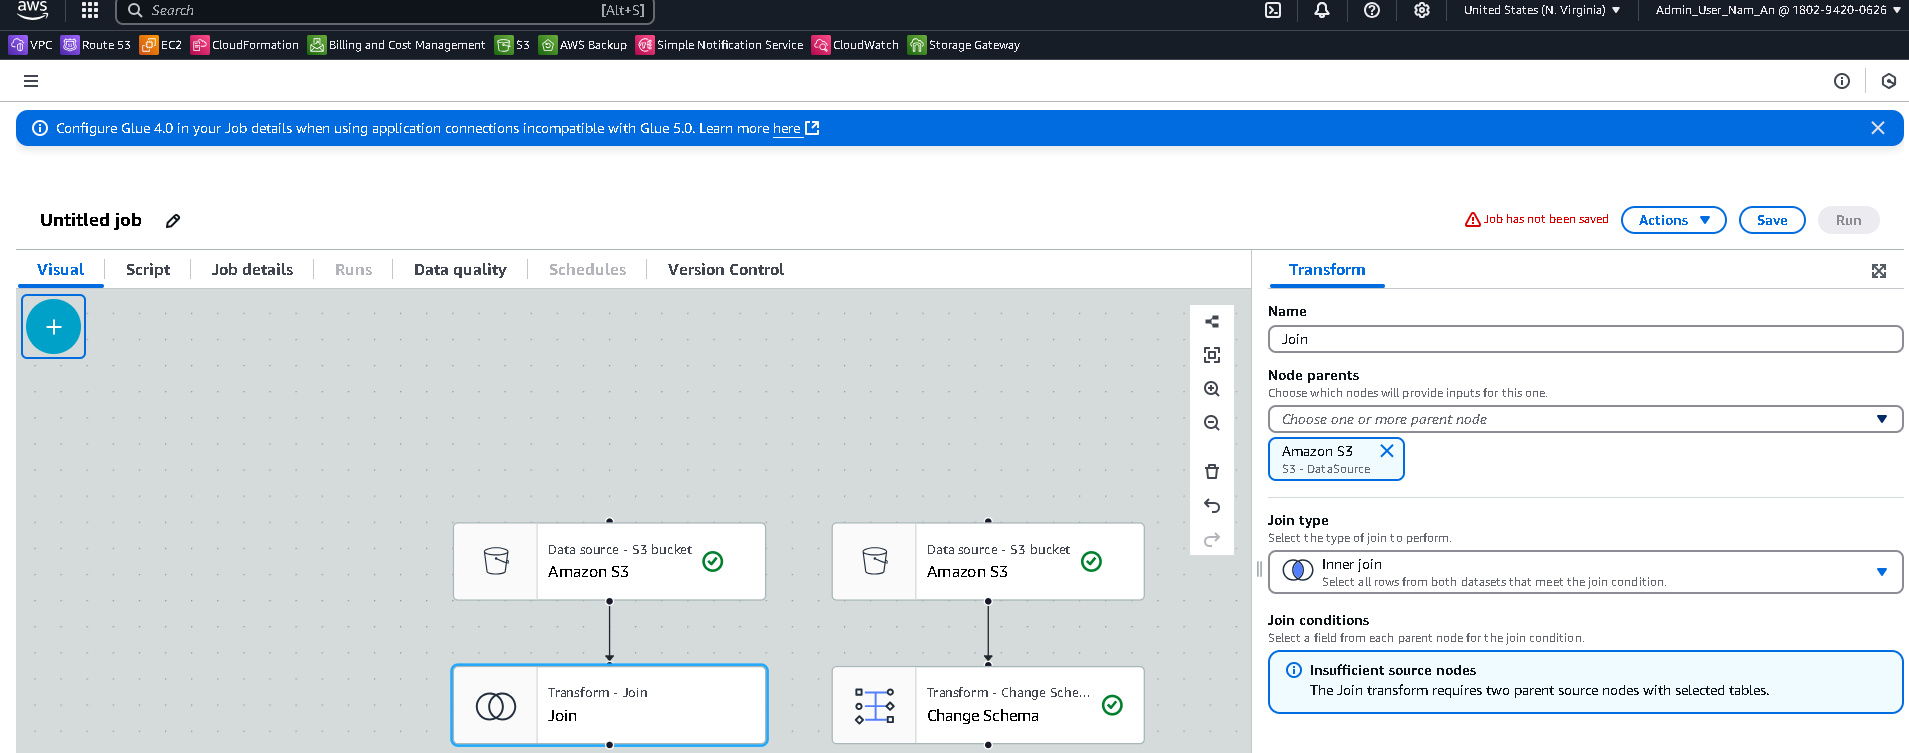 aws
Search [Alt+S] United States (N. Virginia) Admin_User_Nam_An @ 1802-9420-0626
VPC Route 53 EC2 CloudFormation Billing and Cost Management S3 AWS Backup Simple Notification Service CloudWatch Storage Gateway
Configure Glue 4.0 in your Job details when using application connections incompatible with Glue 5.0. Learn more here
Untitled job
Job has not been saved
Actions
Save
Run
Visual Script Job details Runs Data quality Schedules Version Control
Data source - S3 bucket
Amazon S3
Data source - S3 bucket
Amazon S3
Transform - Join
Join
Transform - Change Sche...
Change Schema
Transform
Name
Join
Node parents
Choose which nodes will provide inputs for this one.
Choose one or more parent node
Amazon S3
S3 - DataSource
Join type
Select the type of join to perform.
Inner join
Select all rows from both datasets that meet the join condition.
Join conditions
Select a field from each parent node for the join condition.
Insufficient source nodes
The Join transform requires two parent source nodes with selected tables.